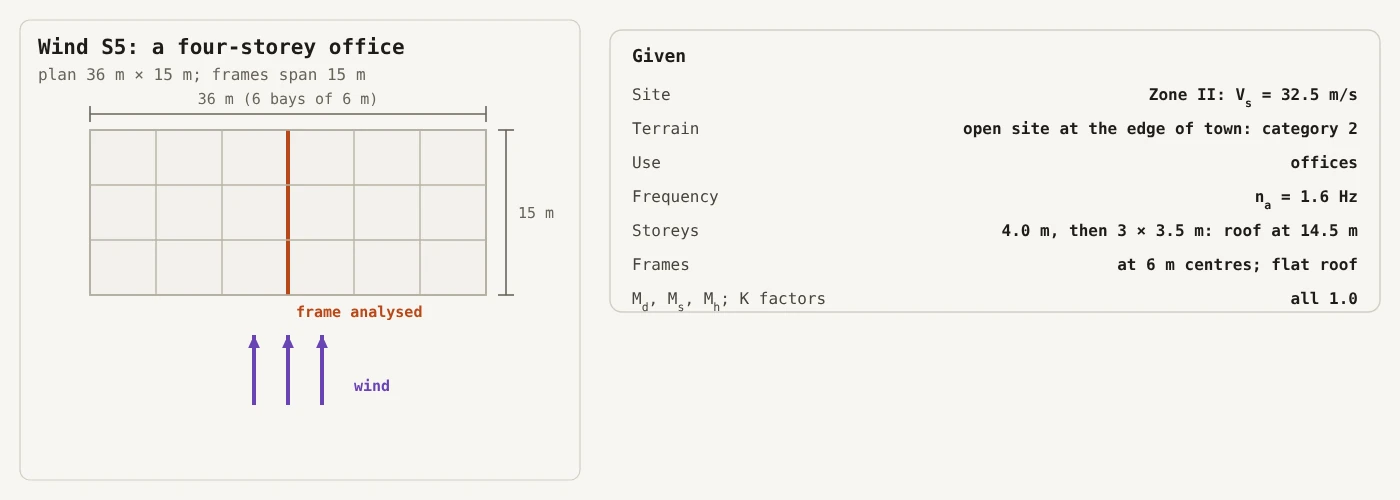 Wind S5: a four-storey office
plan 36 m × 15 m; frames span 15 m
36 m (6 bays of 6 m)
15 m
frame analysed
wind
Given
Site Zone II: Vs = 32.5 m/s
Terrain open site at the edge of town: category 2
Use offices
Frequency na = 1.6 Hz
Storeys 4.0 m, then 3 × 3.5 m: roof at 14.5 m
Frames at 6 m centres; flat roof
Md, Ms, Mh; K factors all 1.0